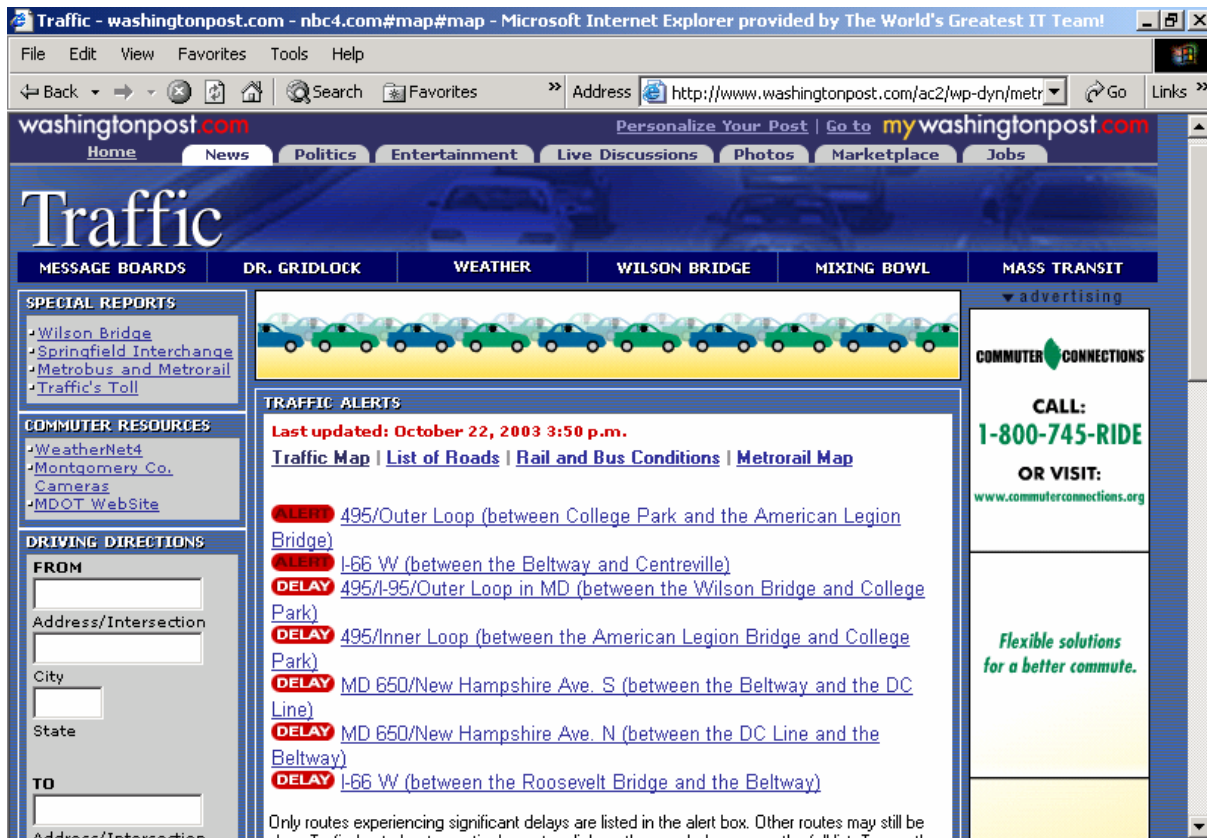 Traffic - washingtonpost.com - nbc4.com#map#map - Microsoft Internet Explorer provided by The World's Greatest IT Team!
File Edit View Favorites Tools Help
Back Search Favorites » Address http://www.washingtonpost.com/ac2/wp-dyn/metr Go Links »
washingtonpost.com Personalize Your Post | Go to mywashingtonpost.com
Home News Politics Entertainment Live Discussions Photos Marketplace Jobs
Traffic
MESSAGE BOARDS DR. GRIDLOCK WEATHER WILSON BRIDGE MIXING BOWL MASS TRANSIT
SPECIAL REPORTS
Wilson Bridge
Springfield Interchange
Metrobus and Metrorail
Traffic's Toll
COMMUTER RESOURCES
WeatherNet4
Montgomery Co.
Cameras
MDOT WebSite
DRIVING DIRECTIONS
FROM
Address/Intersection
City
State
TO
Address/Intersection
TRAFFIC ALERTS
Last updated: October 22, 2003 3:50 p.m.
Traffic Map | List of Roads | Rail and Bus Conditions | Metrorail Map
ALERT 495/Outer Loop (between College Park and the American Legion
Bridge)
ALERT I-66 W (between the Beltway and Centreville)
DELAY 495/I-95/Outer Loop in MD (between the Wilson Bridge and College
Park)
DELAY 495/Inner Loop (between the American Legion Bridge and College
Park)
DELAY MD 650/New Hampshire Ave. S (between the Beltway and the DC
Line)
DELAY MD 650/New Hampshire Ave. N (between the DC Line and the
Beltway)
DELAY I-66 W (between the Roosevelt Bridge and the Beltway)
Only routes experiencing significant delays are listed in the alert box. Other routes may still be
advertising
COMMUTER CONNECTIONS
CALL:
1-800-745-RIDE
OR VISIT:
www.commuterconnections.org
Flexible solutions
for a better commute.